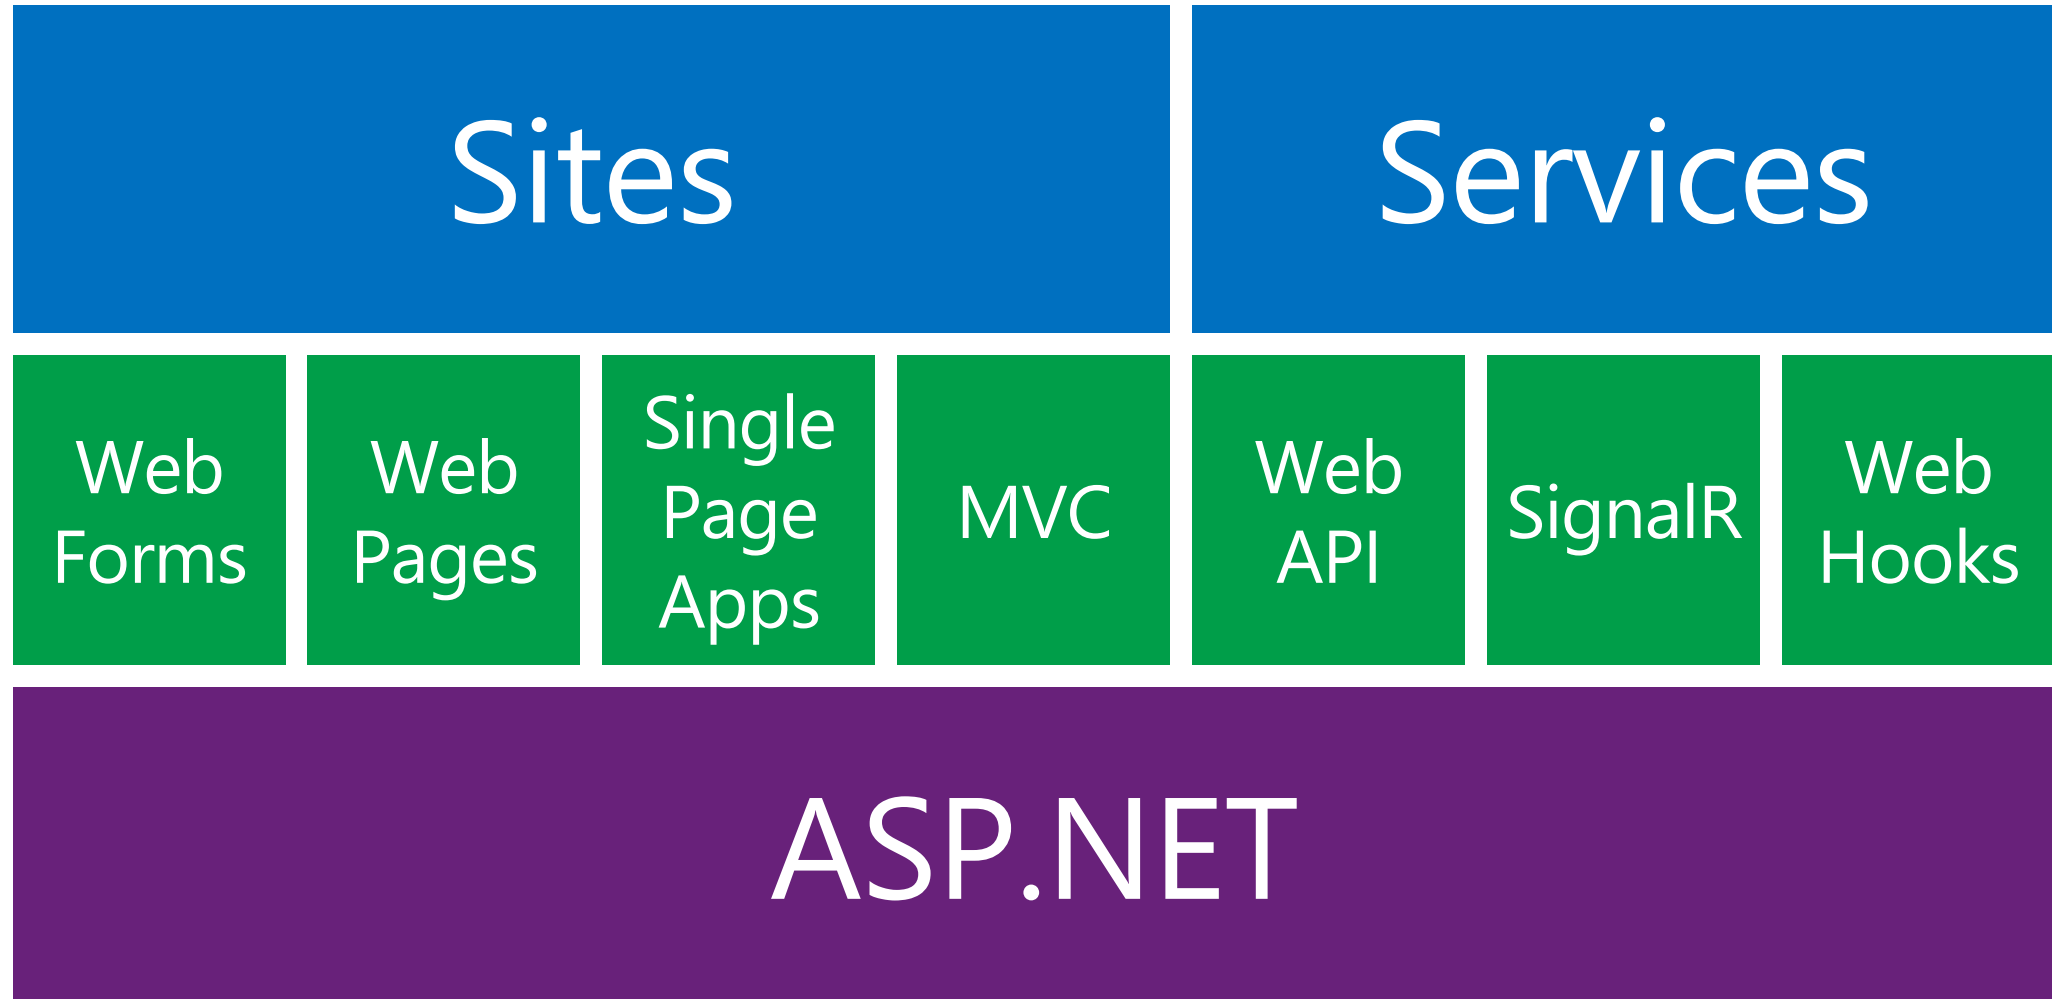 Sites
Services
Web
Forms
Web
Pages
Single
Page
Apps
MVC
Web
API
SignalR
Web
Hooks
ASP.NET